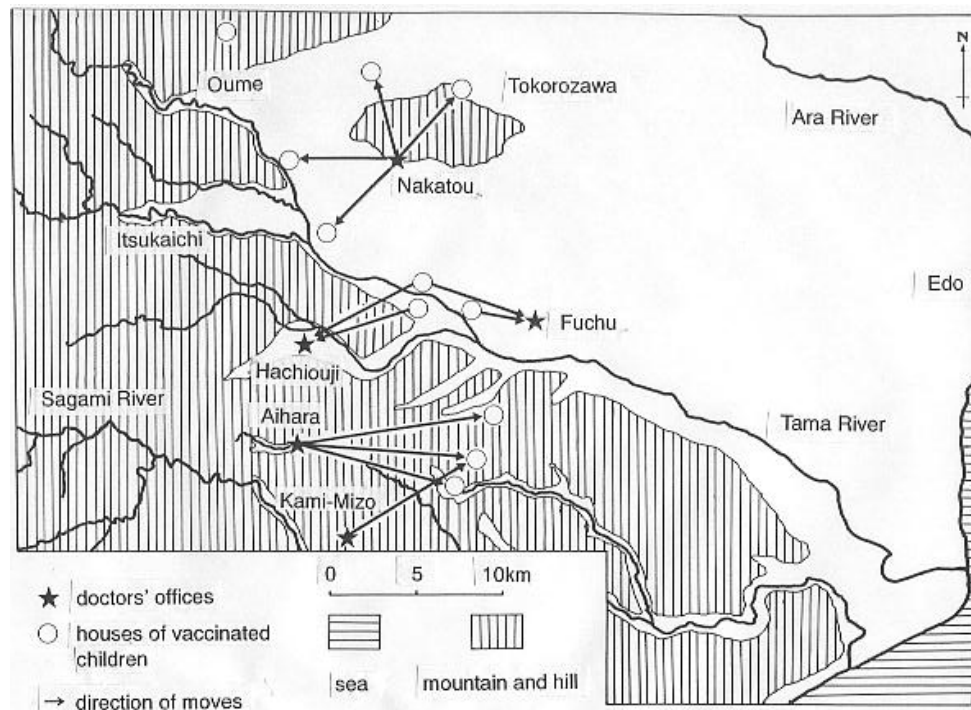 N
Oume
Tokorozawa
Ara River
Nakatou
Itsukaichi
Edo
Fuchu
Hachiouji
Sagami River
Aihara
Tama River
Kami-Mizo
0 5 10km
doctors' offices
houses of vaccinated
children
sea
mountain and hill
direction of moves